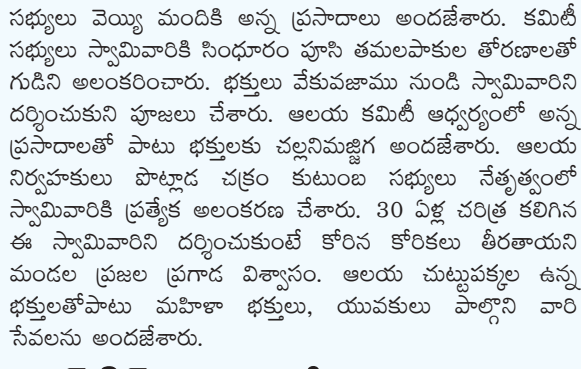 సభ్యులు వెయ్యి మందికి అన్న ప్రసాదాలు అందజేశారు. కమిటీ
సభ్యులు స్వామివారికి సింధూరం పూసి తమలపాకుల తోరణాలతో
గుడిని అలంకరించారు. భక్తులు వేకువజాము నుండి స్వామివారిని
దర్శించుకుని పూజలు చేశారు. ఆలయ కమిటీ ఆధ్వర్యంలో అన్న
ప్రసాదాలతో పాటు భక్తులకు చల్లనిమజ్జిగ అందజేశారు. ఆలయ
నిర్వహకులు పొట్లాడ చక్రం కుటుంబ సభ్యులు నేతృత్వంలో
స్వామివారికి ప్రత్యేక అలంకరణ చేశారు. 30 ఏళ్ల చరిత్ర కలిగిన
ఈ స్వామివారిని దర్శించుకుంటే కోరిన కోరికలు తీరతాయని
మండల ప్రజల ప్రగాడ విశ్వాసం. ఆలయ చుట్టుపక్కల ఉన్న
భక్తులతోపాటు మహిళా భక్తులు, యువకులు పాల్గొని వారి
సేవలను అందజేశారు.